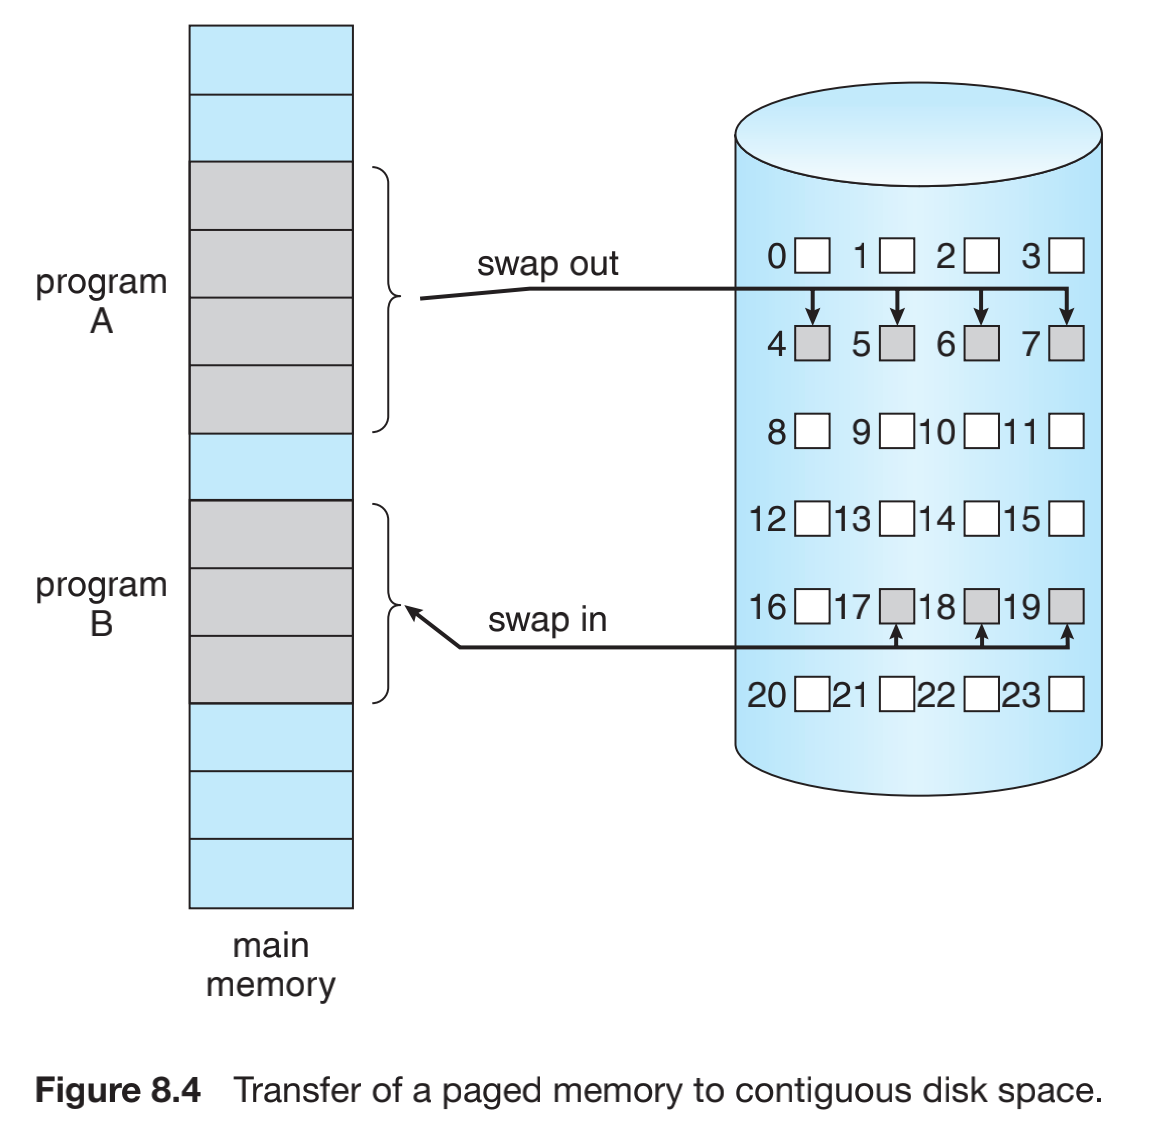 program
A
swap out
0 1 2 3
4 5 6 7
8 9 10 11
12 13 14 15
program
B
swap in
16 17 18 19
20 21 22 23
main
memory
Figure 8.4 Transfer of a paged memory to contiguous disk space.